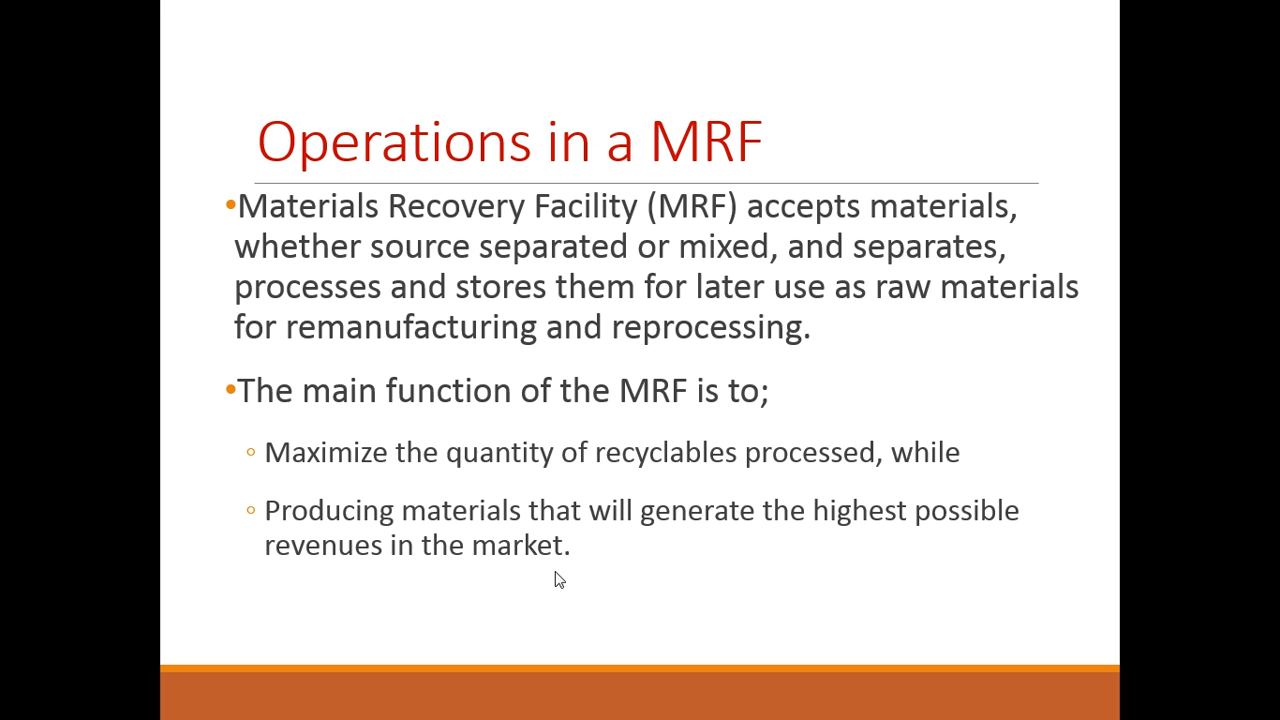 Operations in a MRF
•Materials Recovery Facility (MRF) accepts materials,
whether source separated or mixed, and separates,
processes and stores them for later use as raw materials
for remanufacturing and reprocessing.
•The main function of the MRF is to;
◦ Maximize the quantity of recyclables processed, while
◦ Producing materials that will generate the highest possible
revenues in the market.